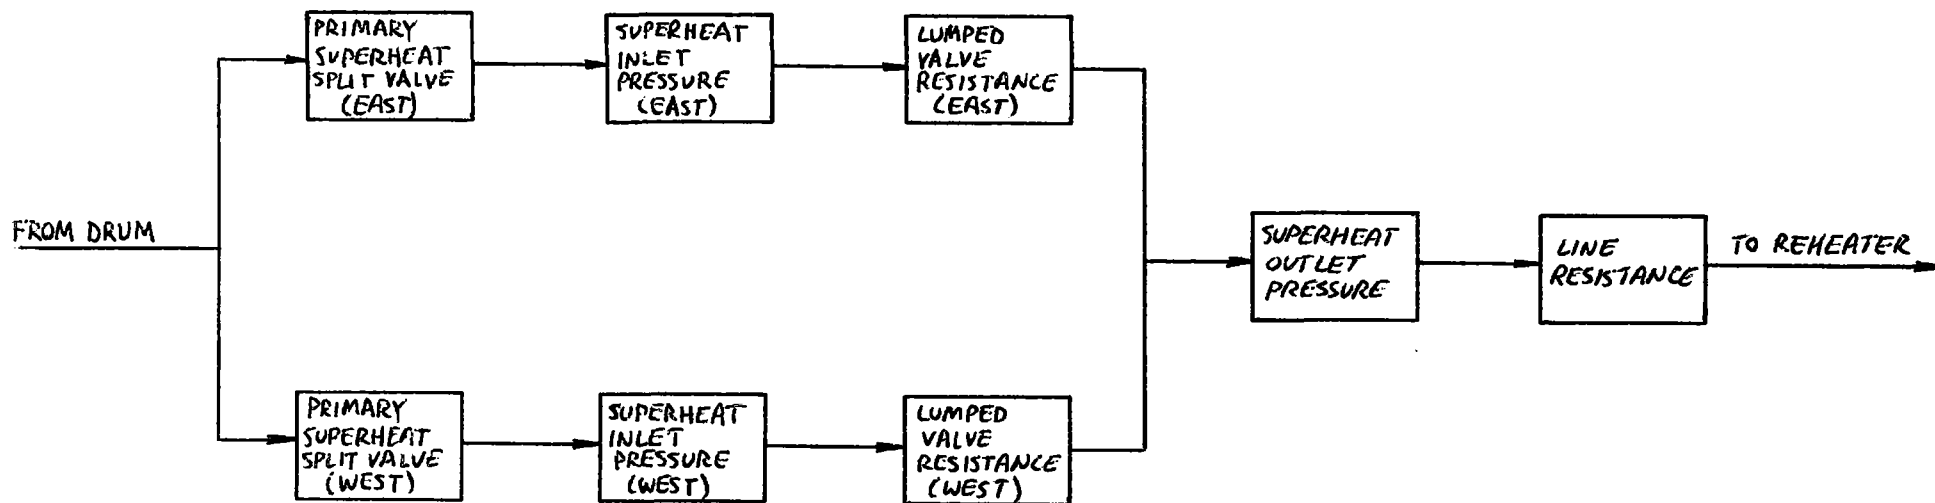 PRIMARY
SUPERHEAT
SPLIT VALVE
(EAST)
SUPERHEAT
INLET
PRESSURE
(EAST)
LUMPED
VALVE
RESISTANCE
(EAST)
FROM DRUM
SUPERHEAT
OUTLET
PRESSURE
LINE
RESISTANCE
TO REHEATER
PRIMARY
SUPERHEAT
SPLIT VALVE
(WEST)
SUPERHEAT
INLET
PRESSURE
(WEST)
LUMPED
VALVE
RESISTANCE
(WEST)